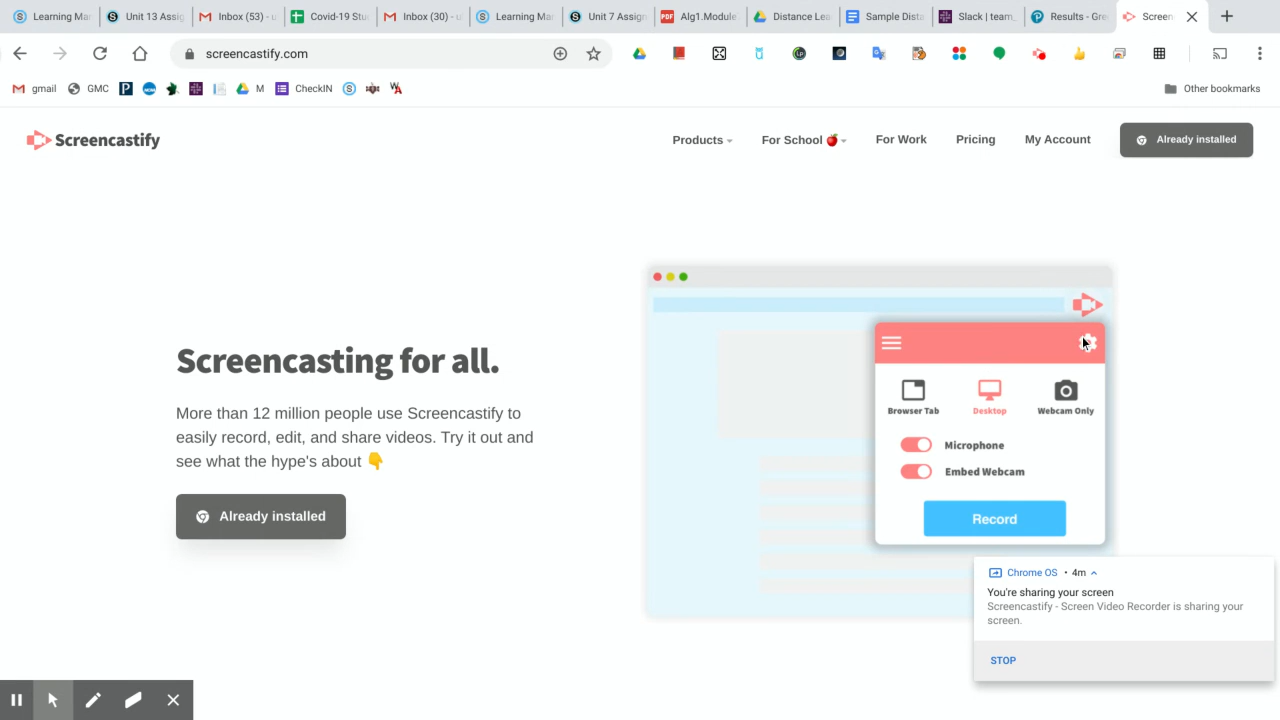 Learning Mar
Unit 13 Assig
Inbox (53) - u
Covid-19 Stu
Inbox (30) - u
Learning Mar
Unit 7 Assign
Alg1.Module
Distance Lea
Sample Dista
Slack | team_
Results - Gre
Screen
screencastify.com
gmail
GMC
M
CheckIN
Other bookmarks
Screencastify
Products
For School
For Work
Pricing
My Account
Already installed
Screencasting for all.
More than 12 million people use Screencastify to
easily record, edit, and share videos. Try it out and
see what the hype's about 👇
Already installed
Browser Tab
Desktop
Webcam Only
Microphone
Embed Webcam
Record
Chrome OS • 4m
You're sharing your screen
Screencastify - Screen Video Recorder is sharing your
screen.
STOP